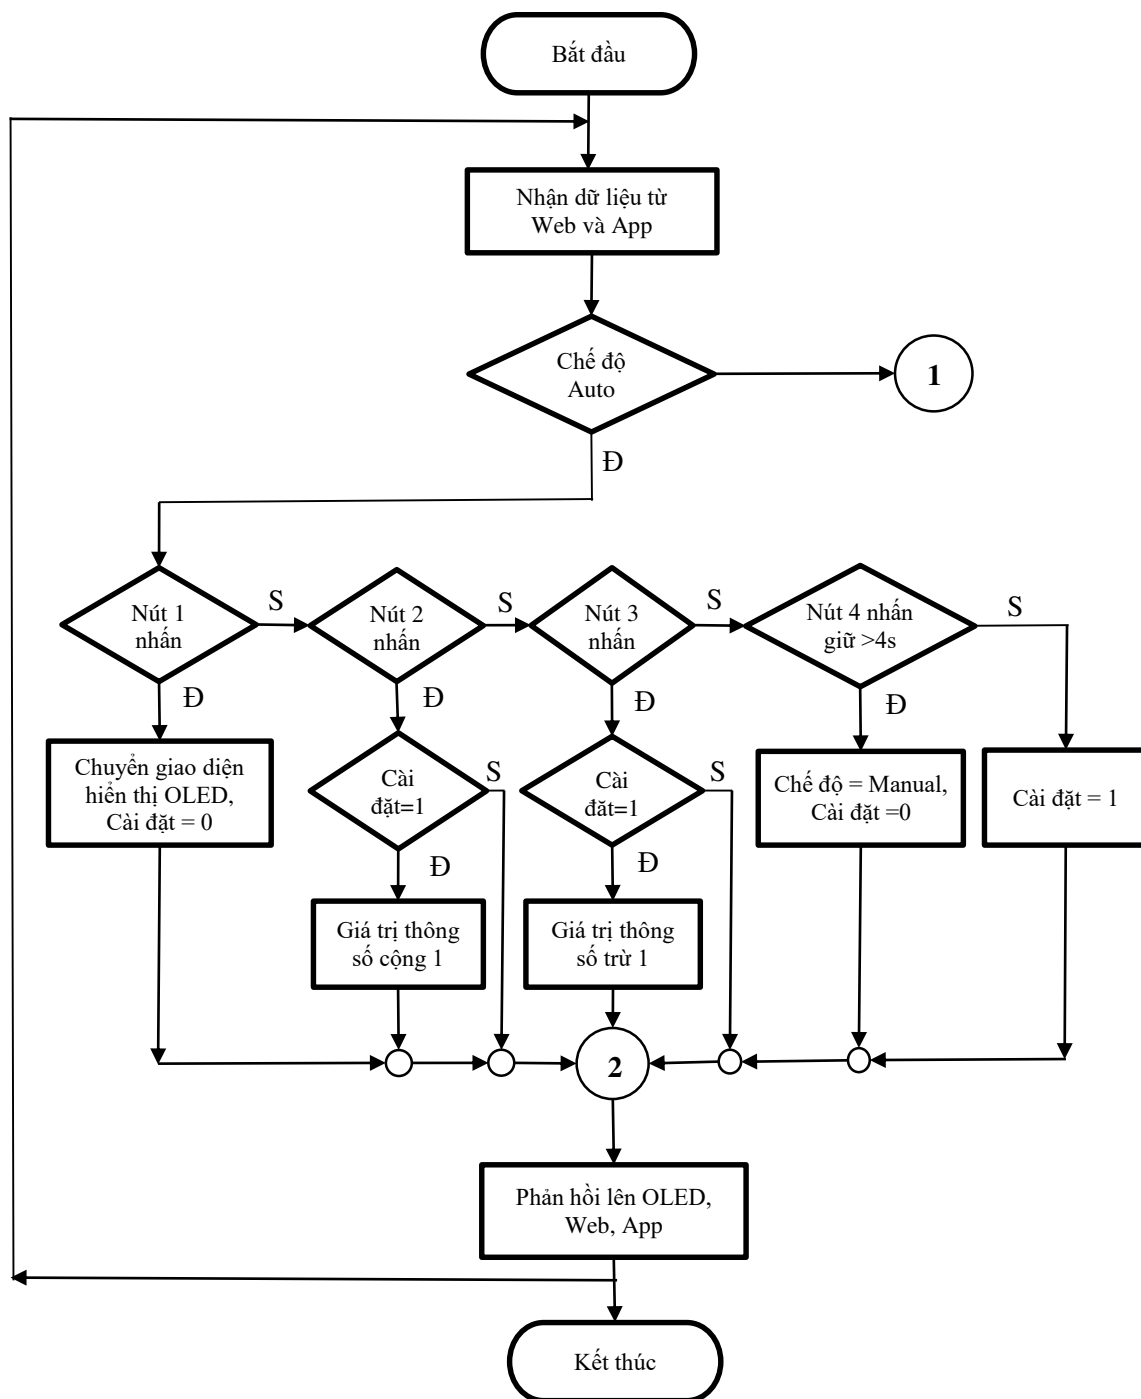 Bắt đầu
Nhận dữ liệu từ
Web và App
Chế độ
Auto
1
Đ
Nút 1
nhấn
S
Nút 2
nhấn
S
Nút 3
nhấn
S
Nút 4 nhấn
giữ >4s
S
Đ
Đ
Đ
Đ
Chuyển giao diện
hiển thị OLED,
Cài đặt = 0
Cài
đặt=1
S
Cài
đăt=1
S
Chế độ = Manual,
Cài đặt =0
Cài đặt = 1
Đ
Đ
Giá trị thông
số cộng 1
Giá trị thông
số trừ 1
2
Phản hồi lên OLED,
Web, App
Kết thúc